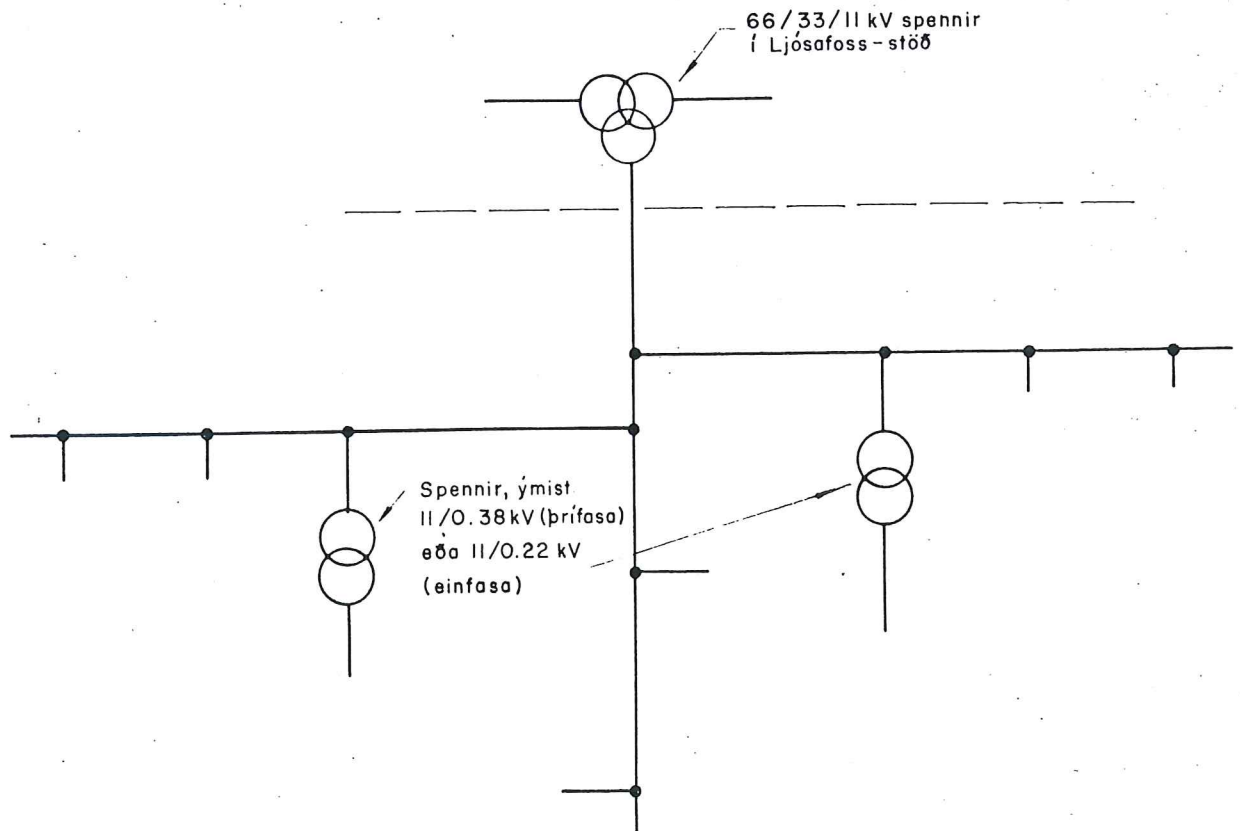 66/33/11 kV spennir
í Ljósafoss-stöð
Spennir, ýmist
11/0.38 kV (þrífasa)
eða 11/0.22 kV
(einfasa)